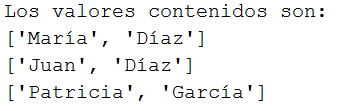 Los valores contenidos son:
['María', 'Díaz']
['Juan', 'Díaz']
['Patricia', 'García']